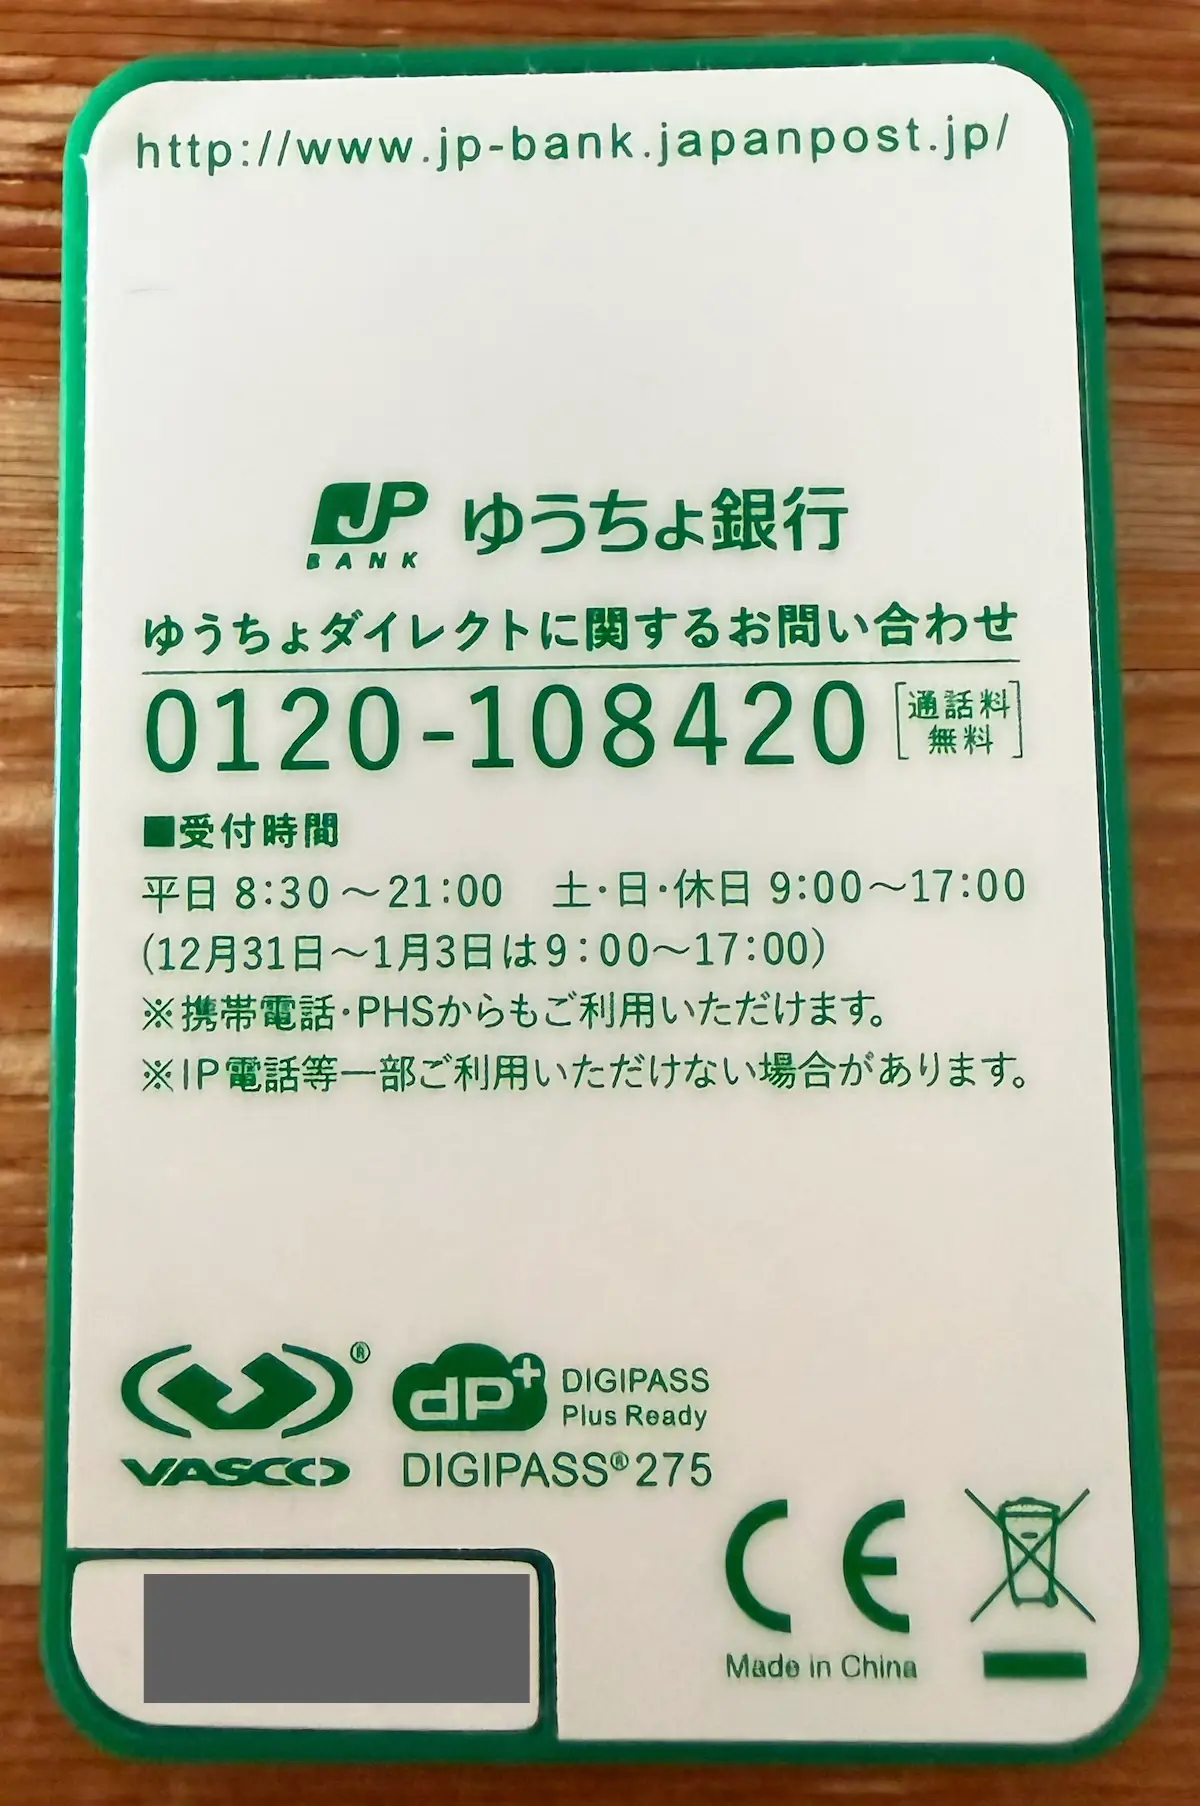 http://www.jp-bank.japanpost.jp/
JP BANK ゆうちょ銀行
ゆうちょダイレクトに関するお問い合わせ
0120-108420 [通話料無料]
■受付時間
平日 8:30～21:00 土・日・休日 9:00～17:00
(12月31日～1月3日は9:00～17:00)
※携帯電話・PHSからもご利用いただけます。
※IP電話等一部ご利用いただけない場合があります。
®
dP+ DIGIPASS
Plus Ready
VASCO DIGIPASS®275
CE
Made in China